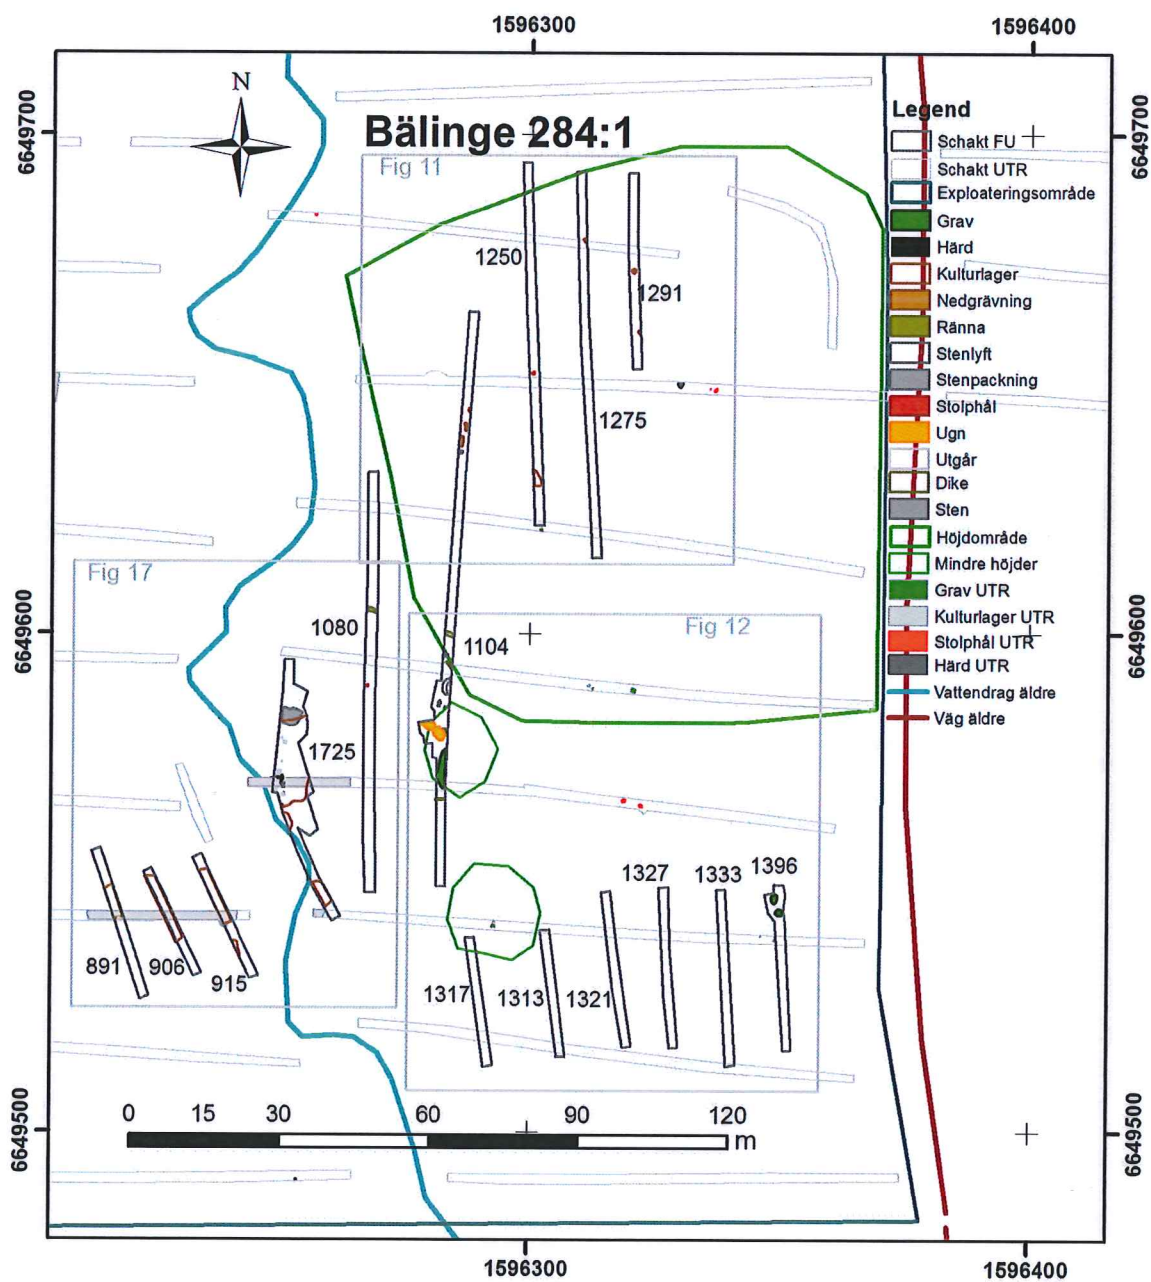 1596300
1596400
N
6649700
6649700
Bälinge 284:1
Fig 11
Legend
Schakt FU
Schakt UTR
Exploateringsområde
Grav
Härd
Kulturlager
Nedgrävning
Ränna
Stenlyft
Stenpackning
Stolphål
Ugn
Utgår
Dike
Sten
Höjdområde
Mindre höjder
Grav UTR
Kulturlager UTR
Stolphål UTR
Härd UTR
Vattendrag äldre
Väg äldre
1250
1291
1275
Fig 17
1080
1104
Fig 12
6649600
6649600
1725
1327
1333
1396
891
906
915
1317
1313
1321
0
15
30
60
90
120
m
6649500
6649500
1596300
1596400